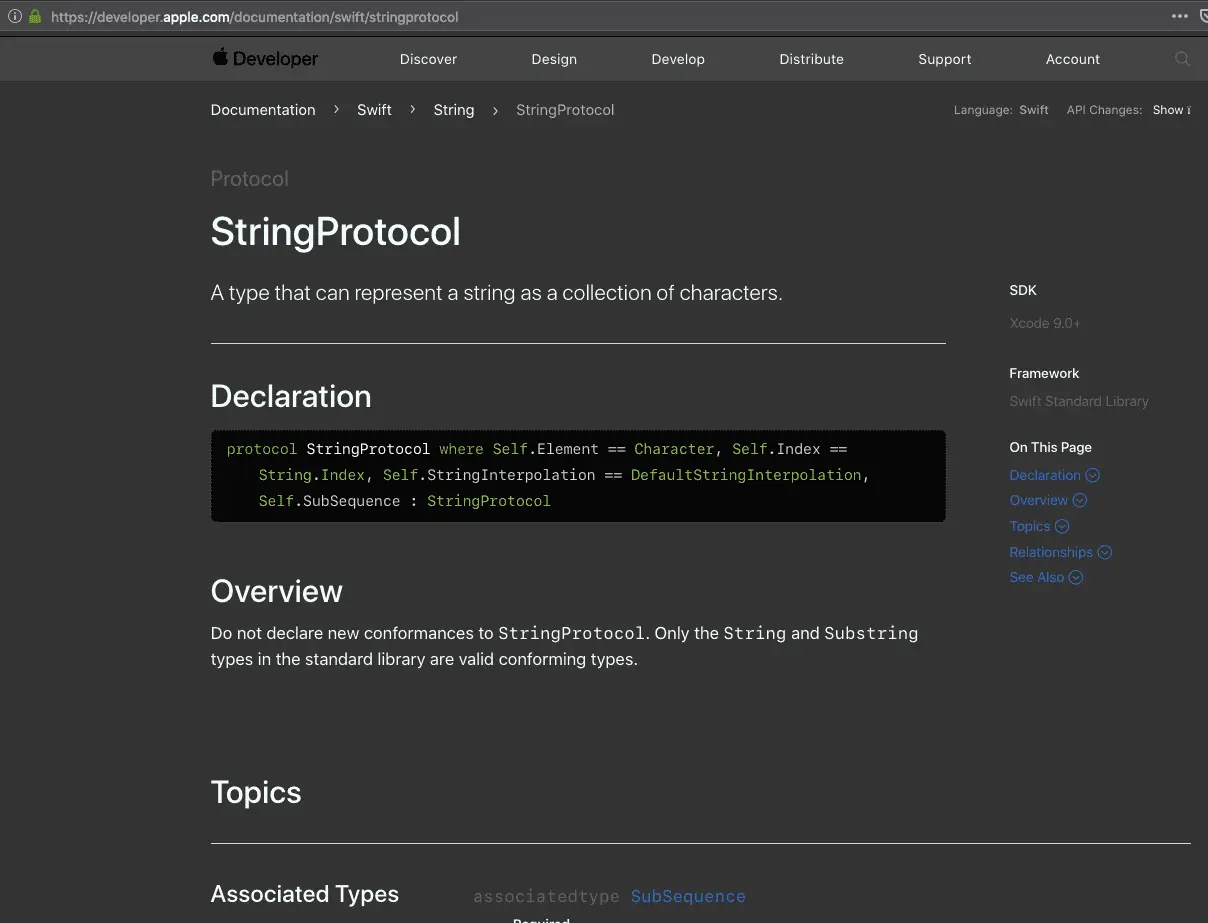 https://developer.apple.com/documentation/swift/stringprotocol
Developer Discover Design Develop Distribute Support Account
Documentation › Swift › String › StringProtocol Language: Swift API Changes: Show
Protocol
StringProtocol
A type that can represent a string as a collection of characters.
SDK
Xcode 9.0+
Framework
Swift Standard Library
On This Page
Declaration
Overview
Topics
Relationships
See Also
Declaration
protocol StringProtocol where Self.Element == Character, Self.Index ==
String.Index, Self.StringInterpolation == DefaultStringInterpolation,
Self.SubSequence : StringProtocol
Overview
Do not declare new conformances to StringProtocol. Only the String and Substring
types in the standard library are valid conforming types.
Topics
Associated Types associatedtype SubSequence
Required